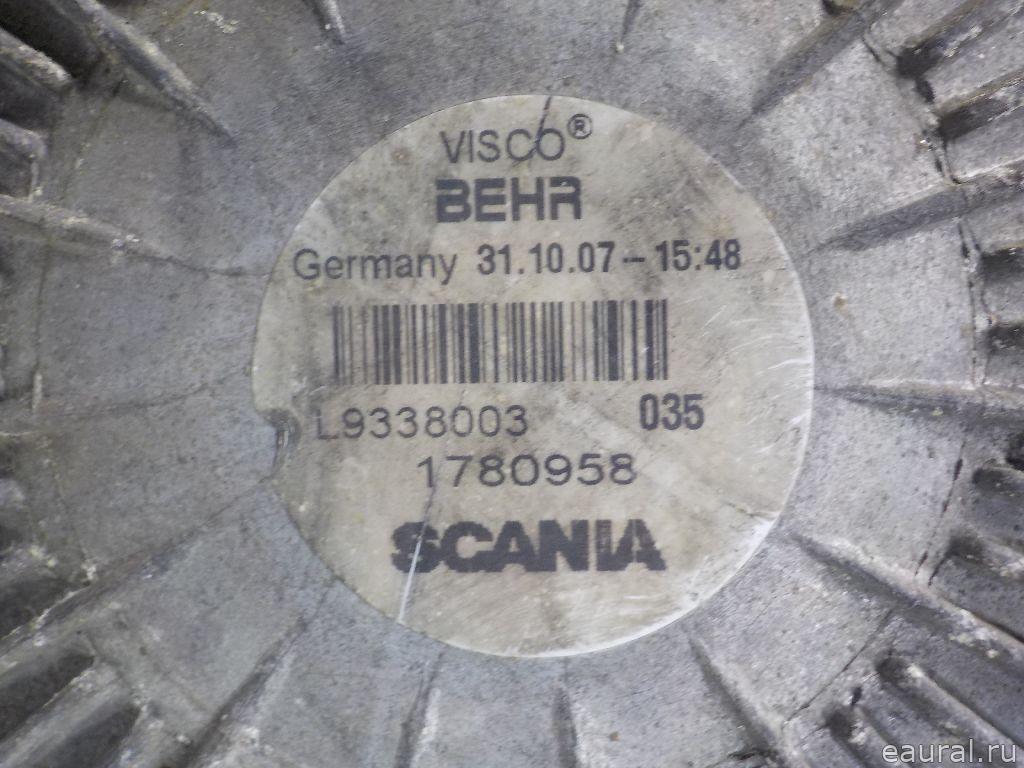 VISCO®
BEHR
Germany 31.10.07 – 15:48
L9338003 035
1780958
SCANIA
eaural.ru